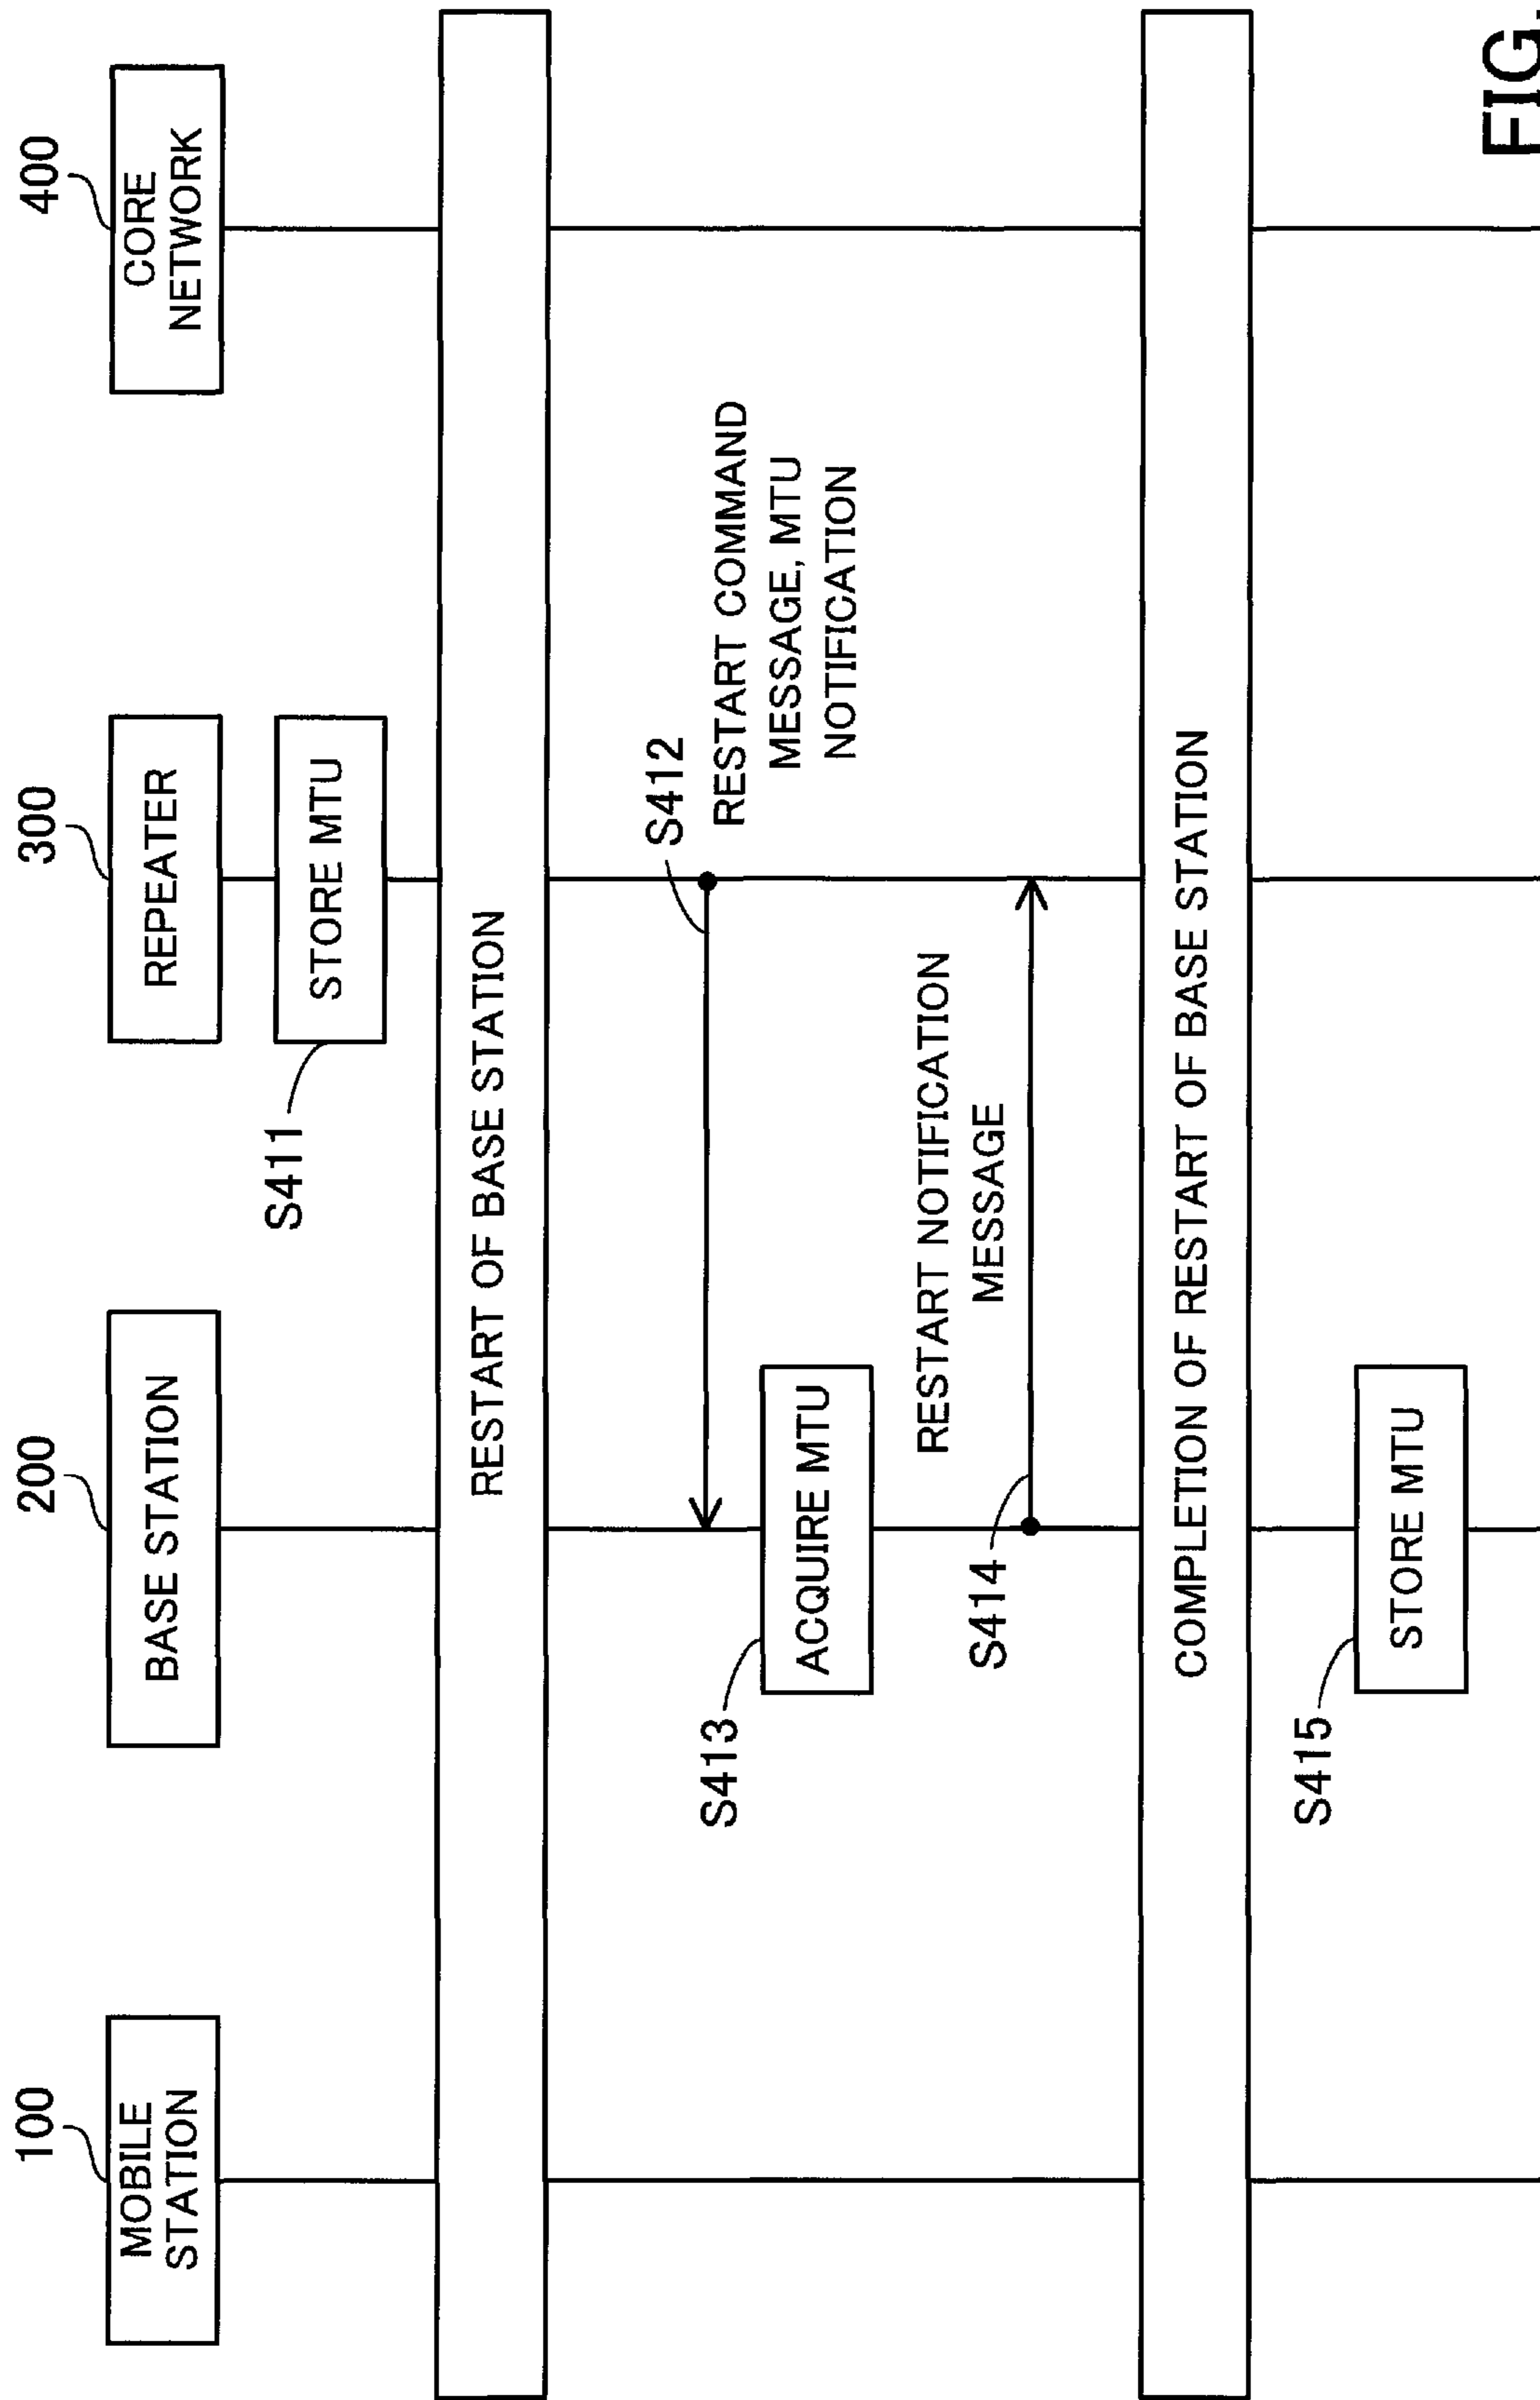 100
MOBILE
STATION
200
BASE STATION
300
REPEATER
400
CORE
NETWORK
S411
STORE MTU
RESTART OF BASE STATION
S412
RESTART COMMAND
MESSAGE, MTU
NOTIFICATION
S413
ACQUIRE MTU
RESTART NOTIFICATION
MESSAGE
S414
COMPLETION OF RESTART OF BASE STATION
S415
STORE MTU
FIG.